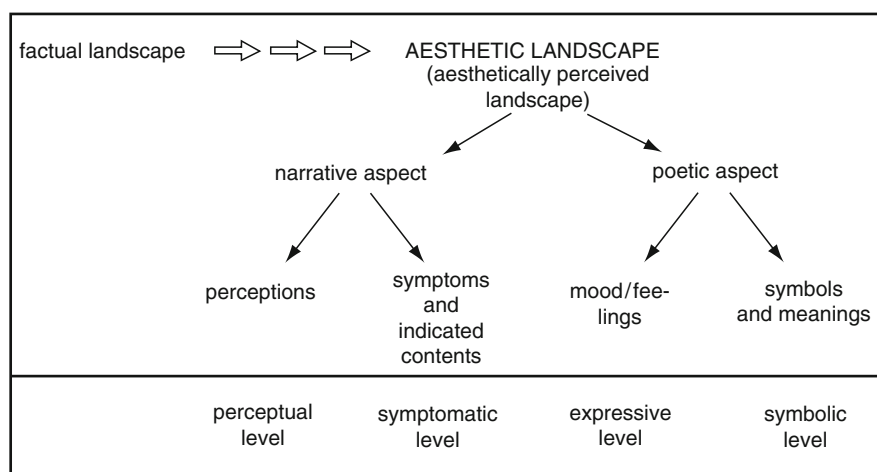 factual landscape
AESTHETIC LANDSCAPE
(aesthetically perceived
landscape)
narrative aspect
poetic aspect
perceptions
symptoms
and
indicated
contents
mood/fee-
lings
symbols
and meanings
perceptual
level
symptomatic
level
expressive
level
symbolic
level